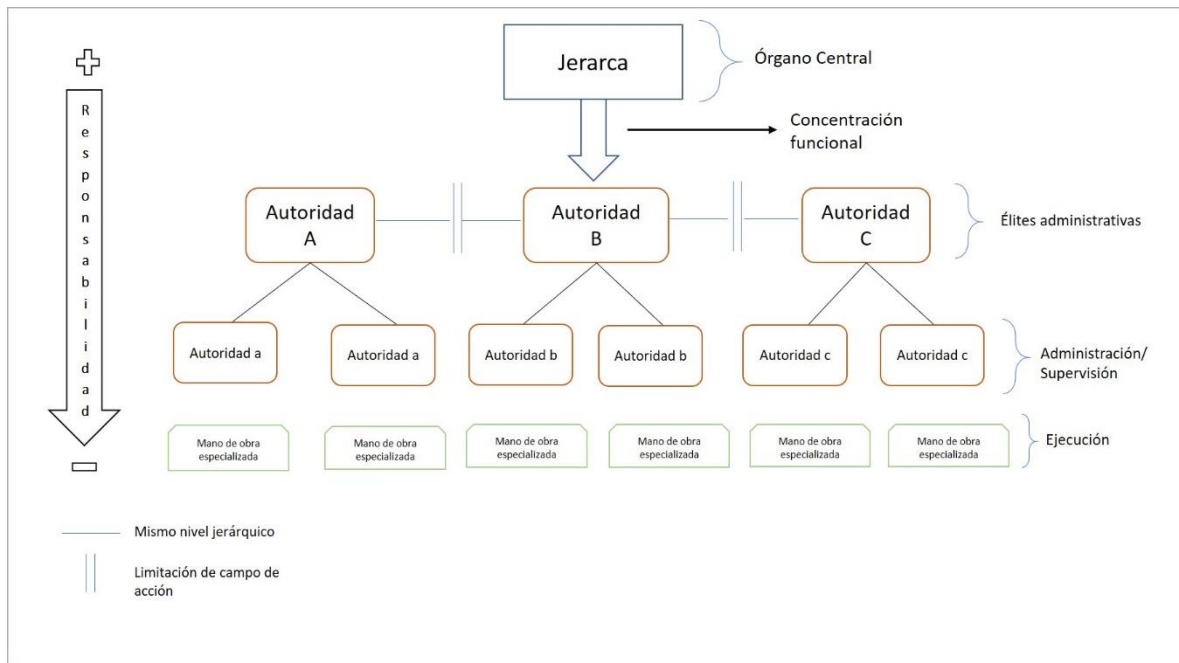 Jerarca
Órgano Central
Concentración
funcional
Responsabilidad
Autoridad
A
Autoridad
B
Autoridad
C
Élites administrativas
Autoridad a
Autoridad a
Autoridad b
Autoridad b
Autoridad c
Autoridad c
Administración/
Supervisión
Mano de obra
especializada
Mano de obra
especializada
Mano de obra
especializada
Mano de obra
especializada
Mano de obra
especializada
Mano de obra
especializada
Ejecución
Mismo nivel jerárquico
Limitación de campo de
acción